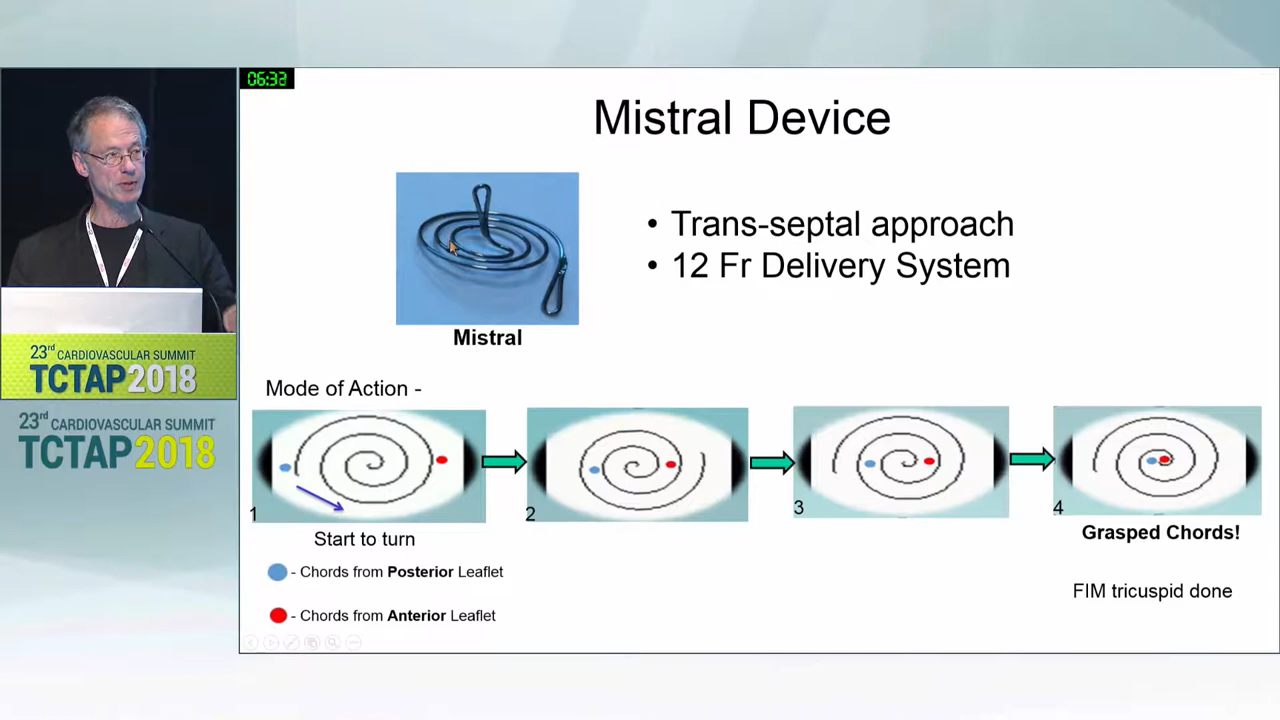 06:32
Mistral Device
• Trans-septal approach
• 12 Fr Delivery System
Mistral
Mode of Action -
1
2
3
4
Start to turn
Grasped Chords!
- Chords from Posterior Leaflet
- Chords from Anterior Leaflet
FIM tricuspid done
23rd CARDIOVASCULAR SUMMIT
TCTAP2018
23rd CARDIOVASCULAR SUMMIT
TCTAP2018